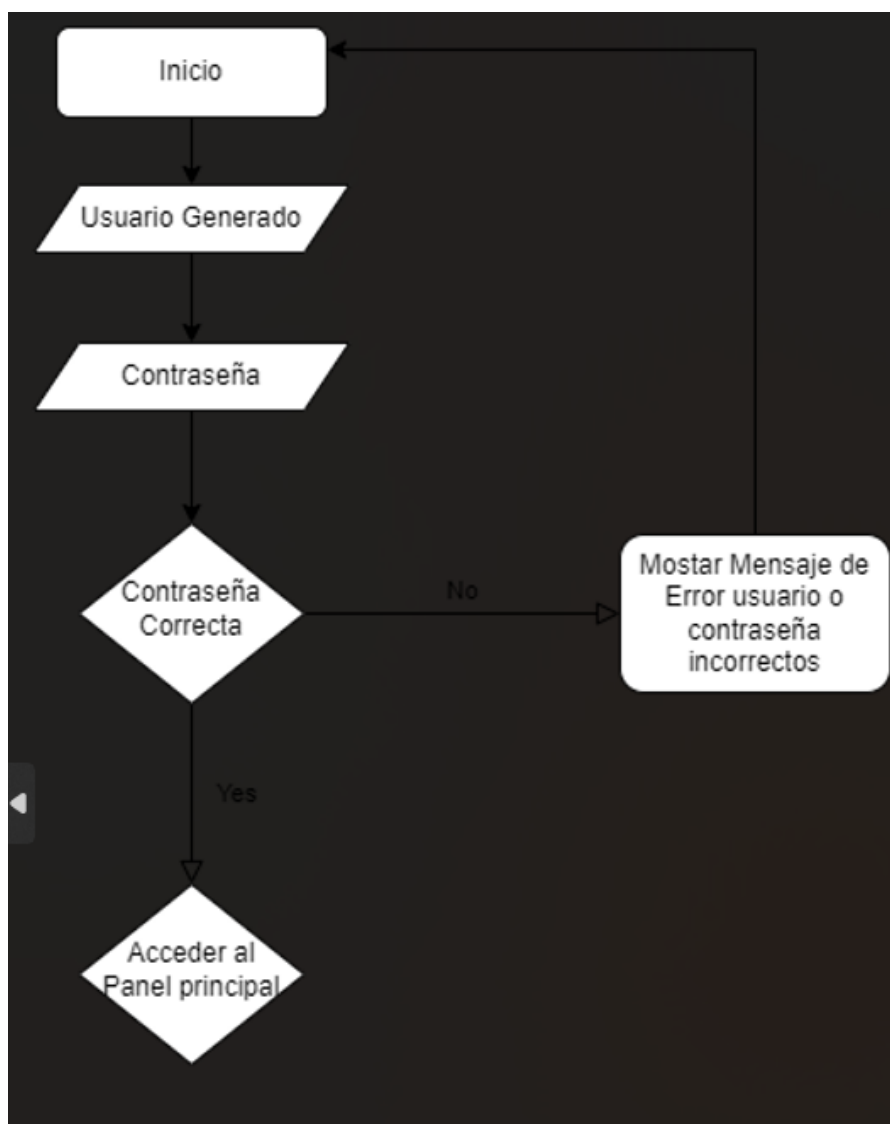 Inicio
Usuario Generado
Contraseña
Contraseña
Correcta
No
Mostar Mensaje de
Error usuario o
contraseña
incorrectos
Yes
Acceder al
Panel principal